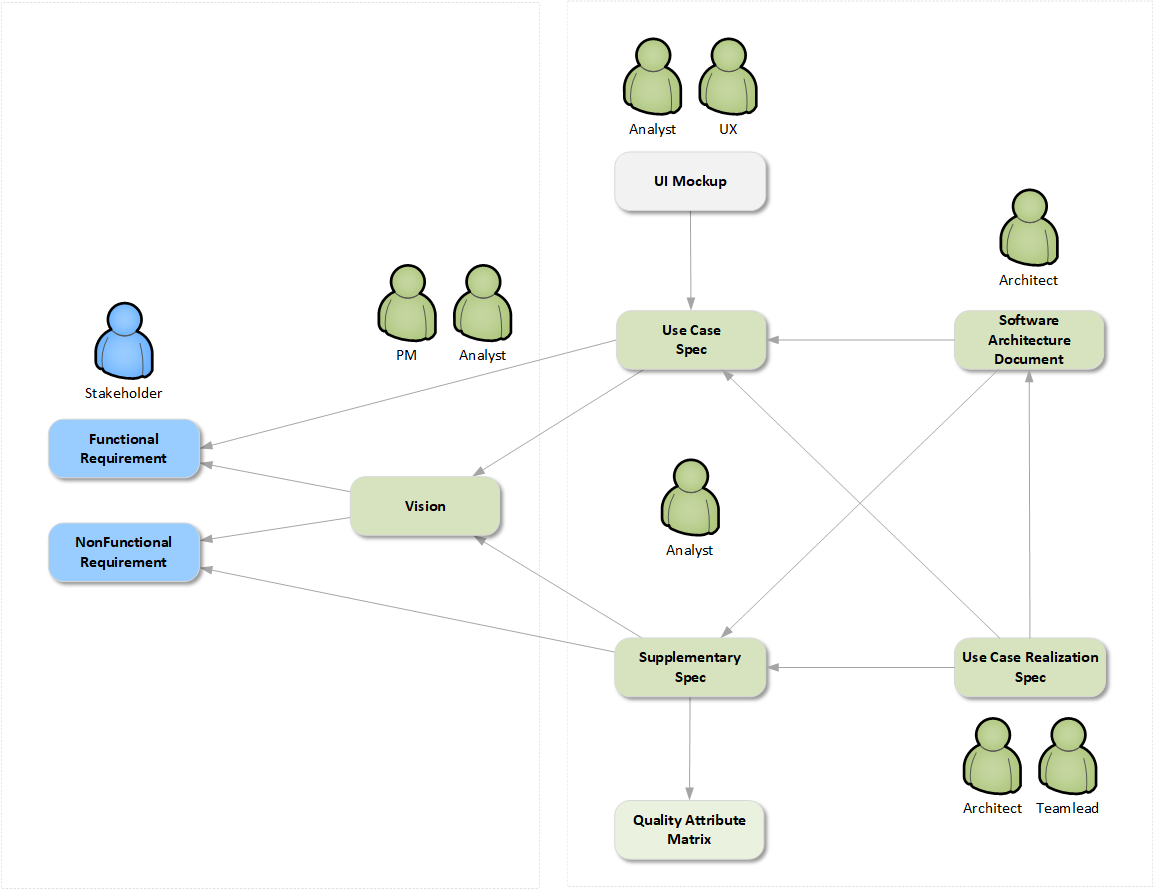 Analyst
UX
UI Mockup
Architect
PM
Analyst
Stakeholder
Use Case
Spec
Software
Architecture
Document
Functional
Requirement
Vision
Analyst
NonFunctional
Requirement
Supplementary
Spec
Use Case Realization
Spec
Architect
Teamlead
Quality Attribute
Matrix